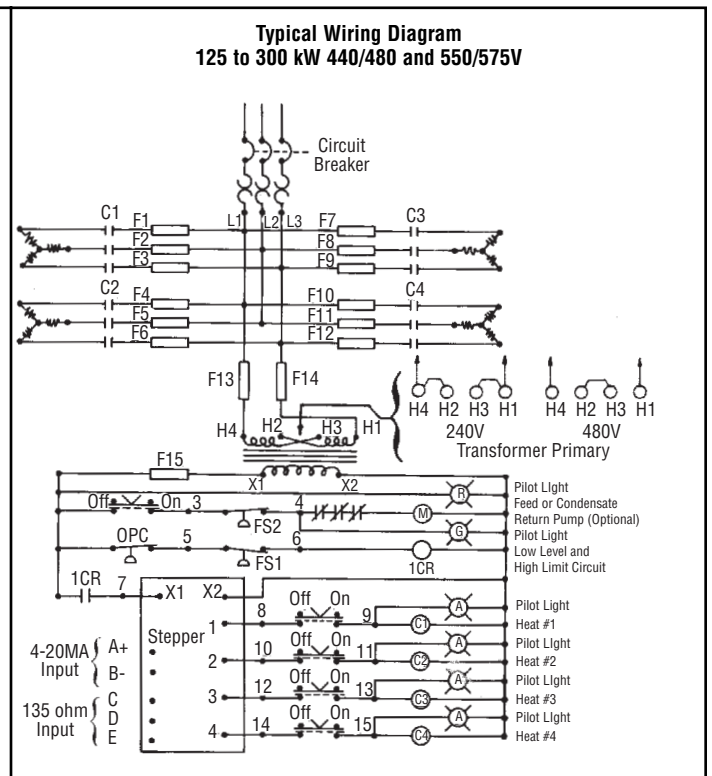 Typical Wiring Diagram
125 to 300 kW 440/480 and 550/575V
Circuit
Breaker
C1 F1 L1 L2 L3 F7 C3
F2 F8
F3 F9
C2 F4 F10 C4
F5 F11
F6 F12
F13 F14
H4 H2 H3 H1 H4 H2 H3 H1
240V 480V
Transformer Primary
H4 H2 H3 H1
F15 X1 X2
R Pilot LIght
Off On 3 FS2 4 M Feed or Condensate
Return Pump (Optional)
G Pilot Light
OPC 5 FS1 6 1CR Low Level and
High Limit Circuit
1CR 7 X1 X2
Stepper
4-20MA
Input
A+
B-
135 ohm
Input
C
D
E
A Pilot Light
1 8 Off On 9 C1 Heat #1
A Pilot LIght
2 10 Off On 11 C2 Heat #2
A Pilot LIght
3 12 Off On 13 C3 Heat #3
A Pilot LIght
4 14 Off On 15 C4 Heat #4